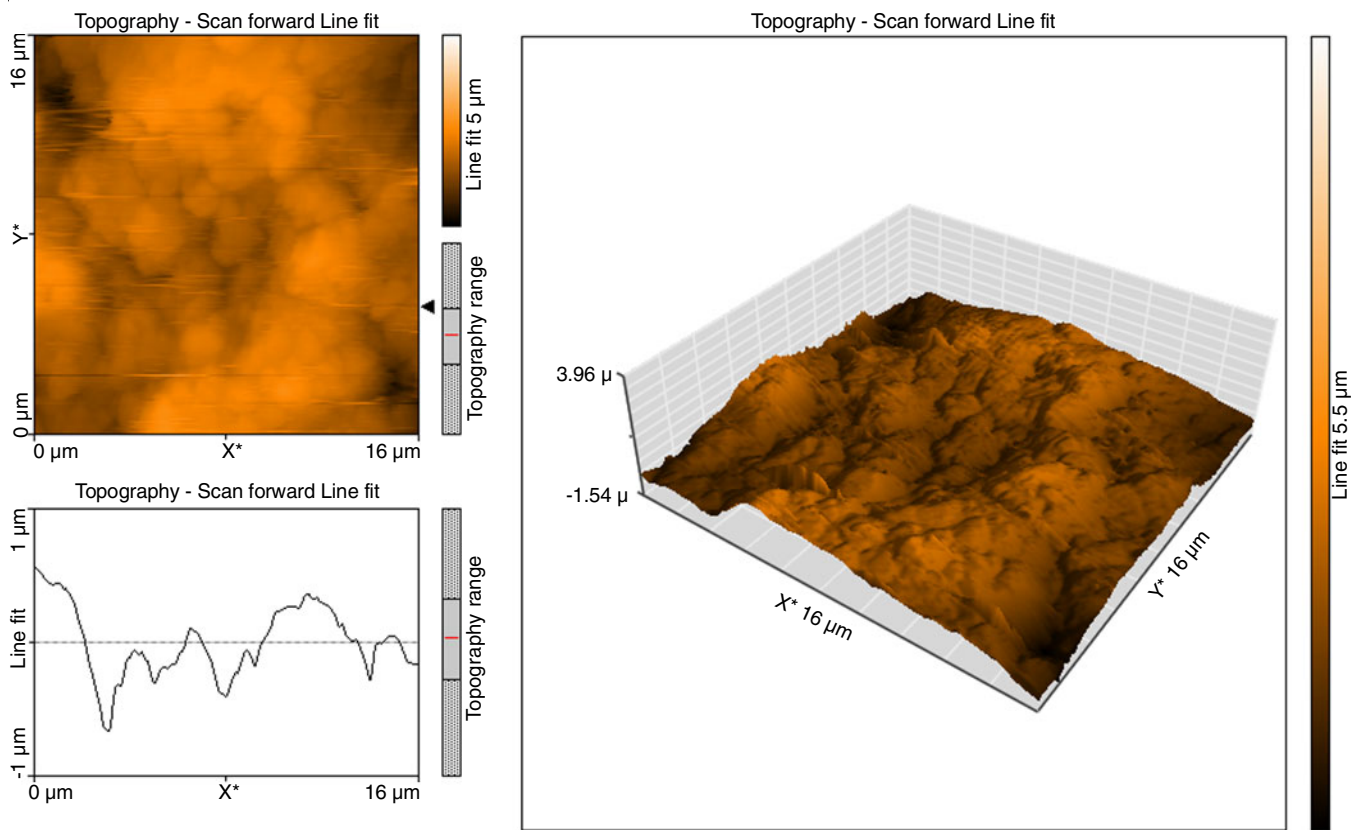 Topography - Scan forward Line fit
16 µm
Y*
0 µm
0 µm
X*
16 µm
Line fit 5 µm
Topography range
Topography - Scan forward Line fit
1 µm
Line fit
-1 µm
0 µm
X*
16 µm
Topography range
Topography - Scan forward Line fit
3.96 µ
-1.54 µ
X* 16 µm
Y* 16 µm
Line fit 5.5 µm